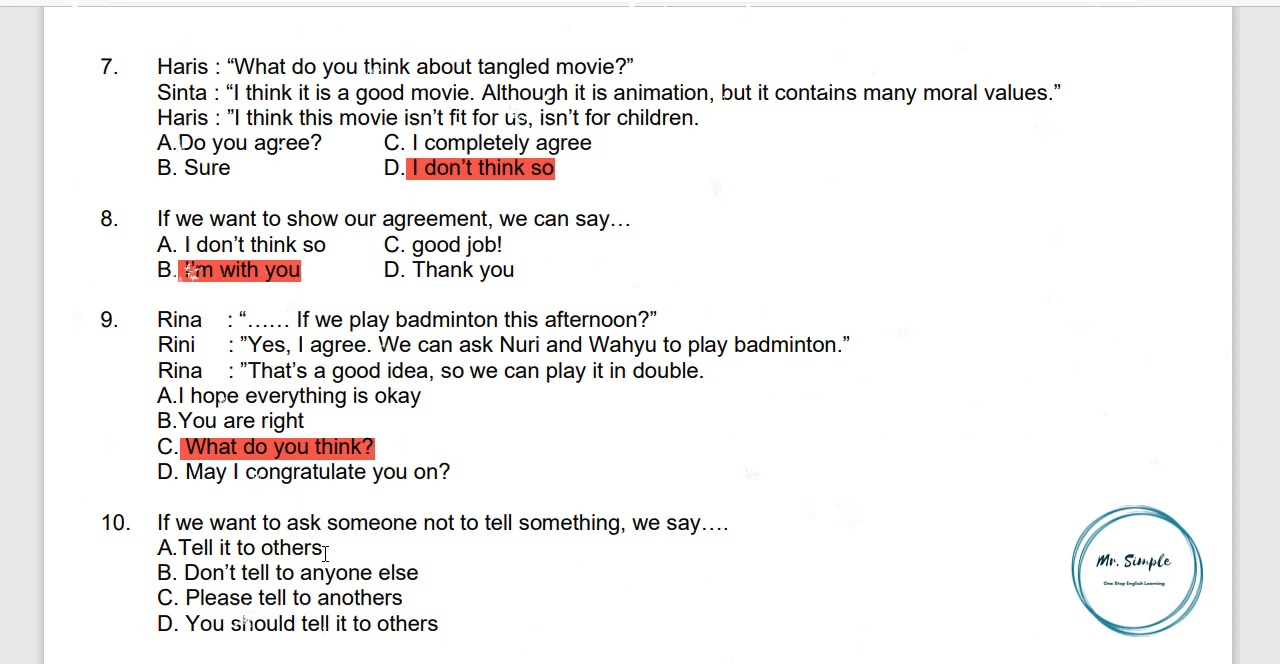 7. Haris : “What do you think about tangled movie?”
Sinta : “I think it is a good movie. Although it is animation, but it contains many moral values.”
Haris : ”I think this movie isn’t fit for us, isn’t for children.
A.Do you agree? C. I completely agree
B. Sure D. I don’t think so
8. If we want to show our agreement, we can say…
A. I don’t think so C. good job!
B. I’m with you D. Thank you
9. Rina : “…… If we play badminton this afternoon?”
Rini : ”Yes, I agree. We can ask Nuri and Wahyu to play badminton.”
Rina : ”That’s a good idea, so we can play it in double.
A.I hope everything is okay
B.You are right
C. What do you think?
D. May I congratulate you on?
10. If we want to ask someone not to tell something, we say….
A.Tell it to others
B. Don’t tell to anyone else
C. Please tell to anothers
D. You should tell it to others
Mr. Simple
One Stop English Learning